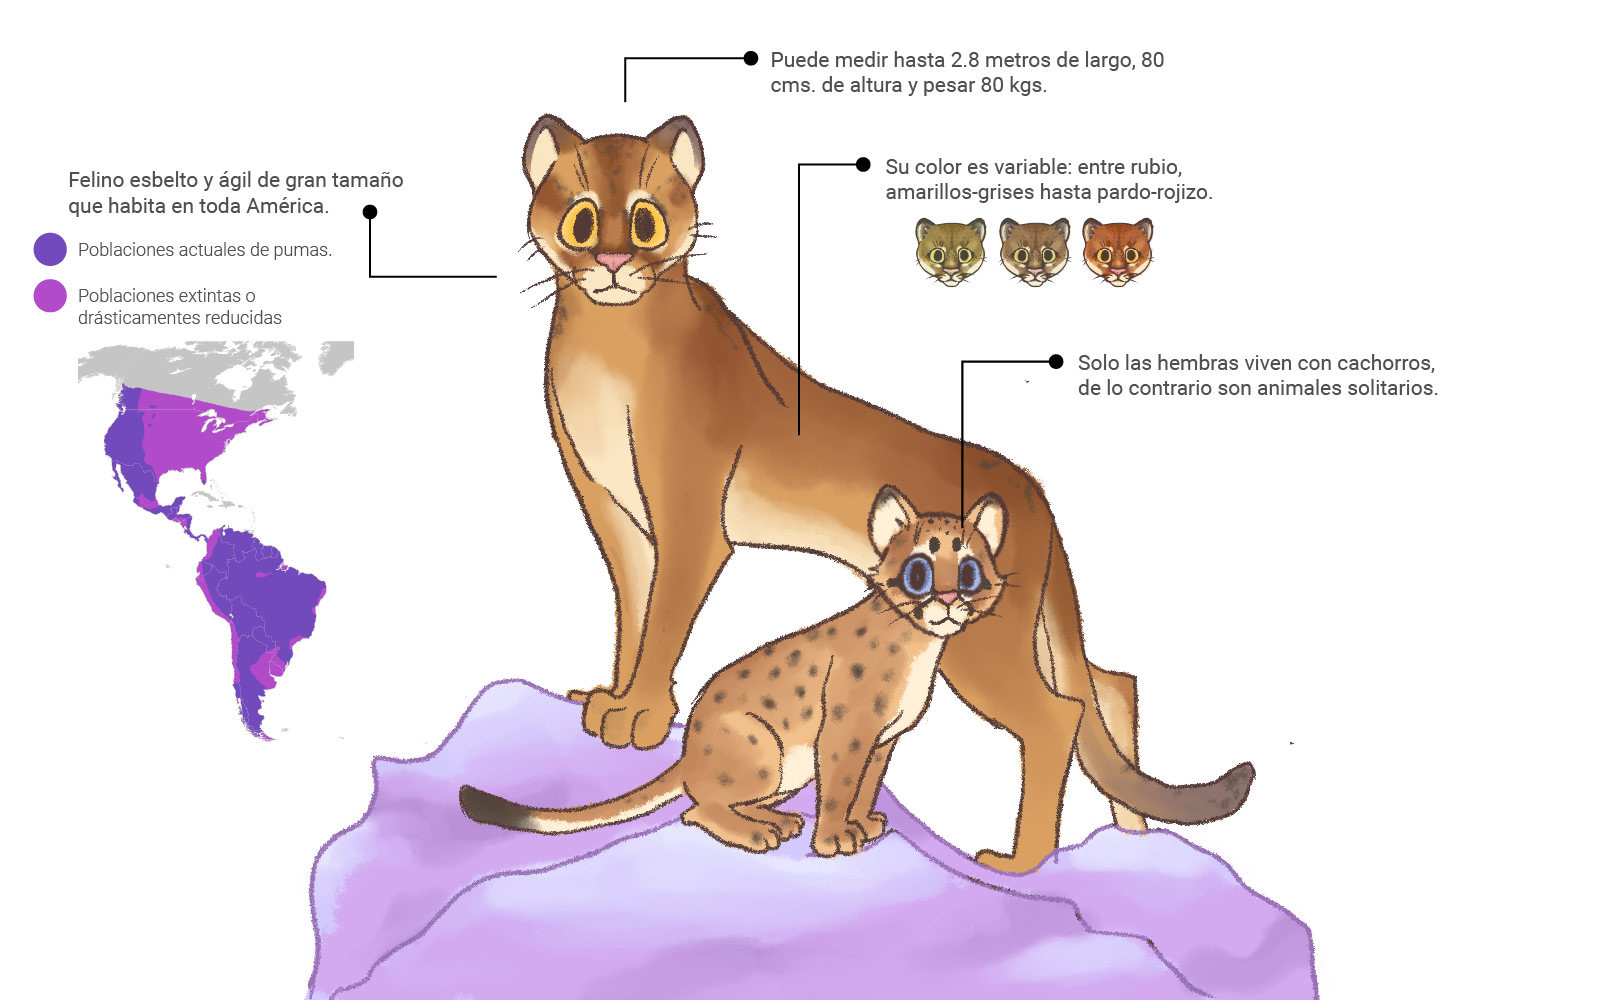 Puede medir hasta 2.8 metros de largo, 80
cms. de altura y pesar 80 kgs.
Felino esbelto y ágil de gran tamaño
que habita en toda América.
Poblaciones actuales de pumas.
Poblaciones extintas o
drásticamentes reducidas
Su color es variable: entre rubio,
amarillos-grises hasta pardo-rojizo.
Solo las hembras viven con cachorros,
de lo contrario son animales solitarios.